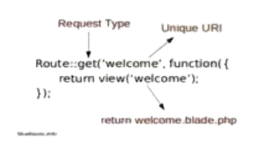 Request Type
Unique URI
Route::get('welcome', function() {
return view('welcome');
});
return welcome.blade.php